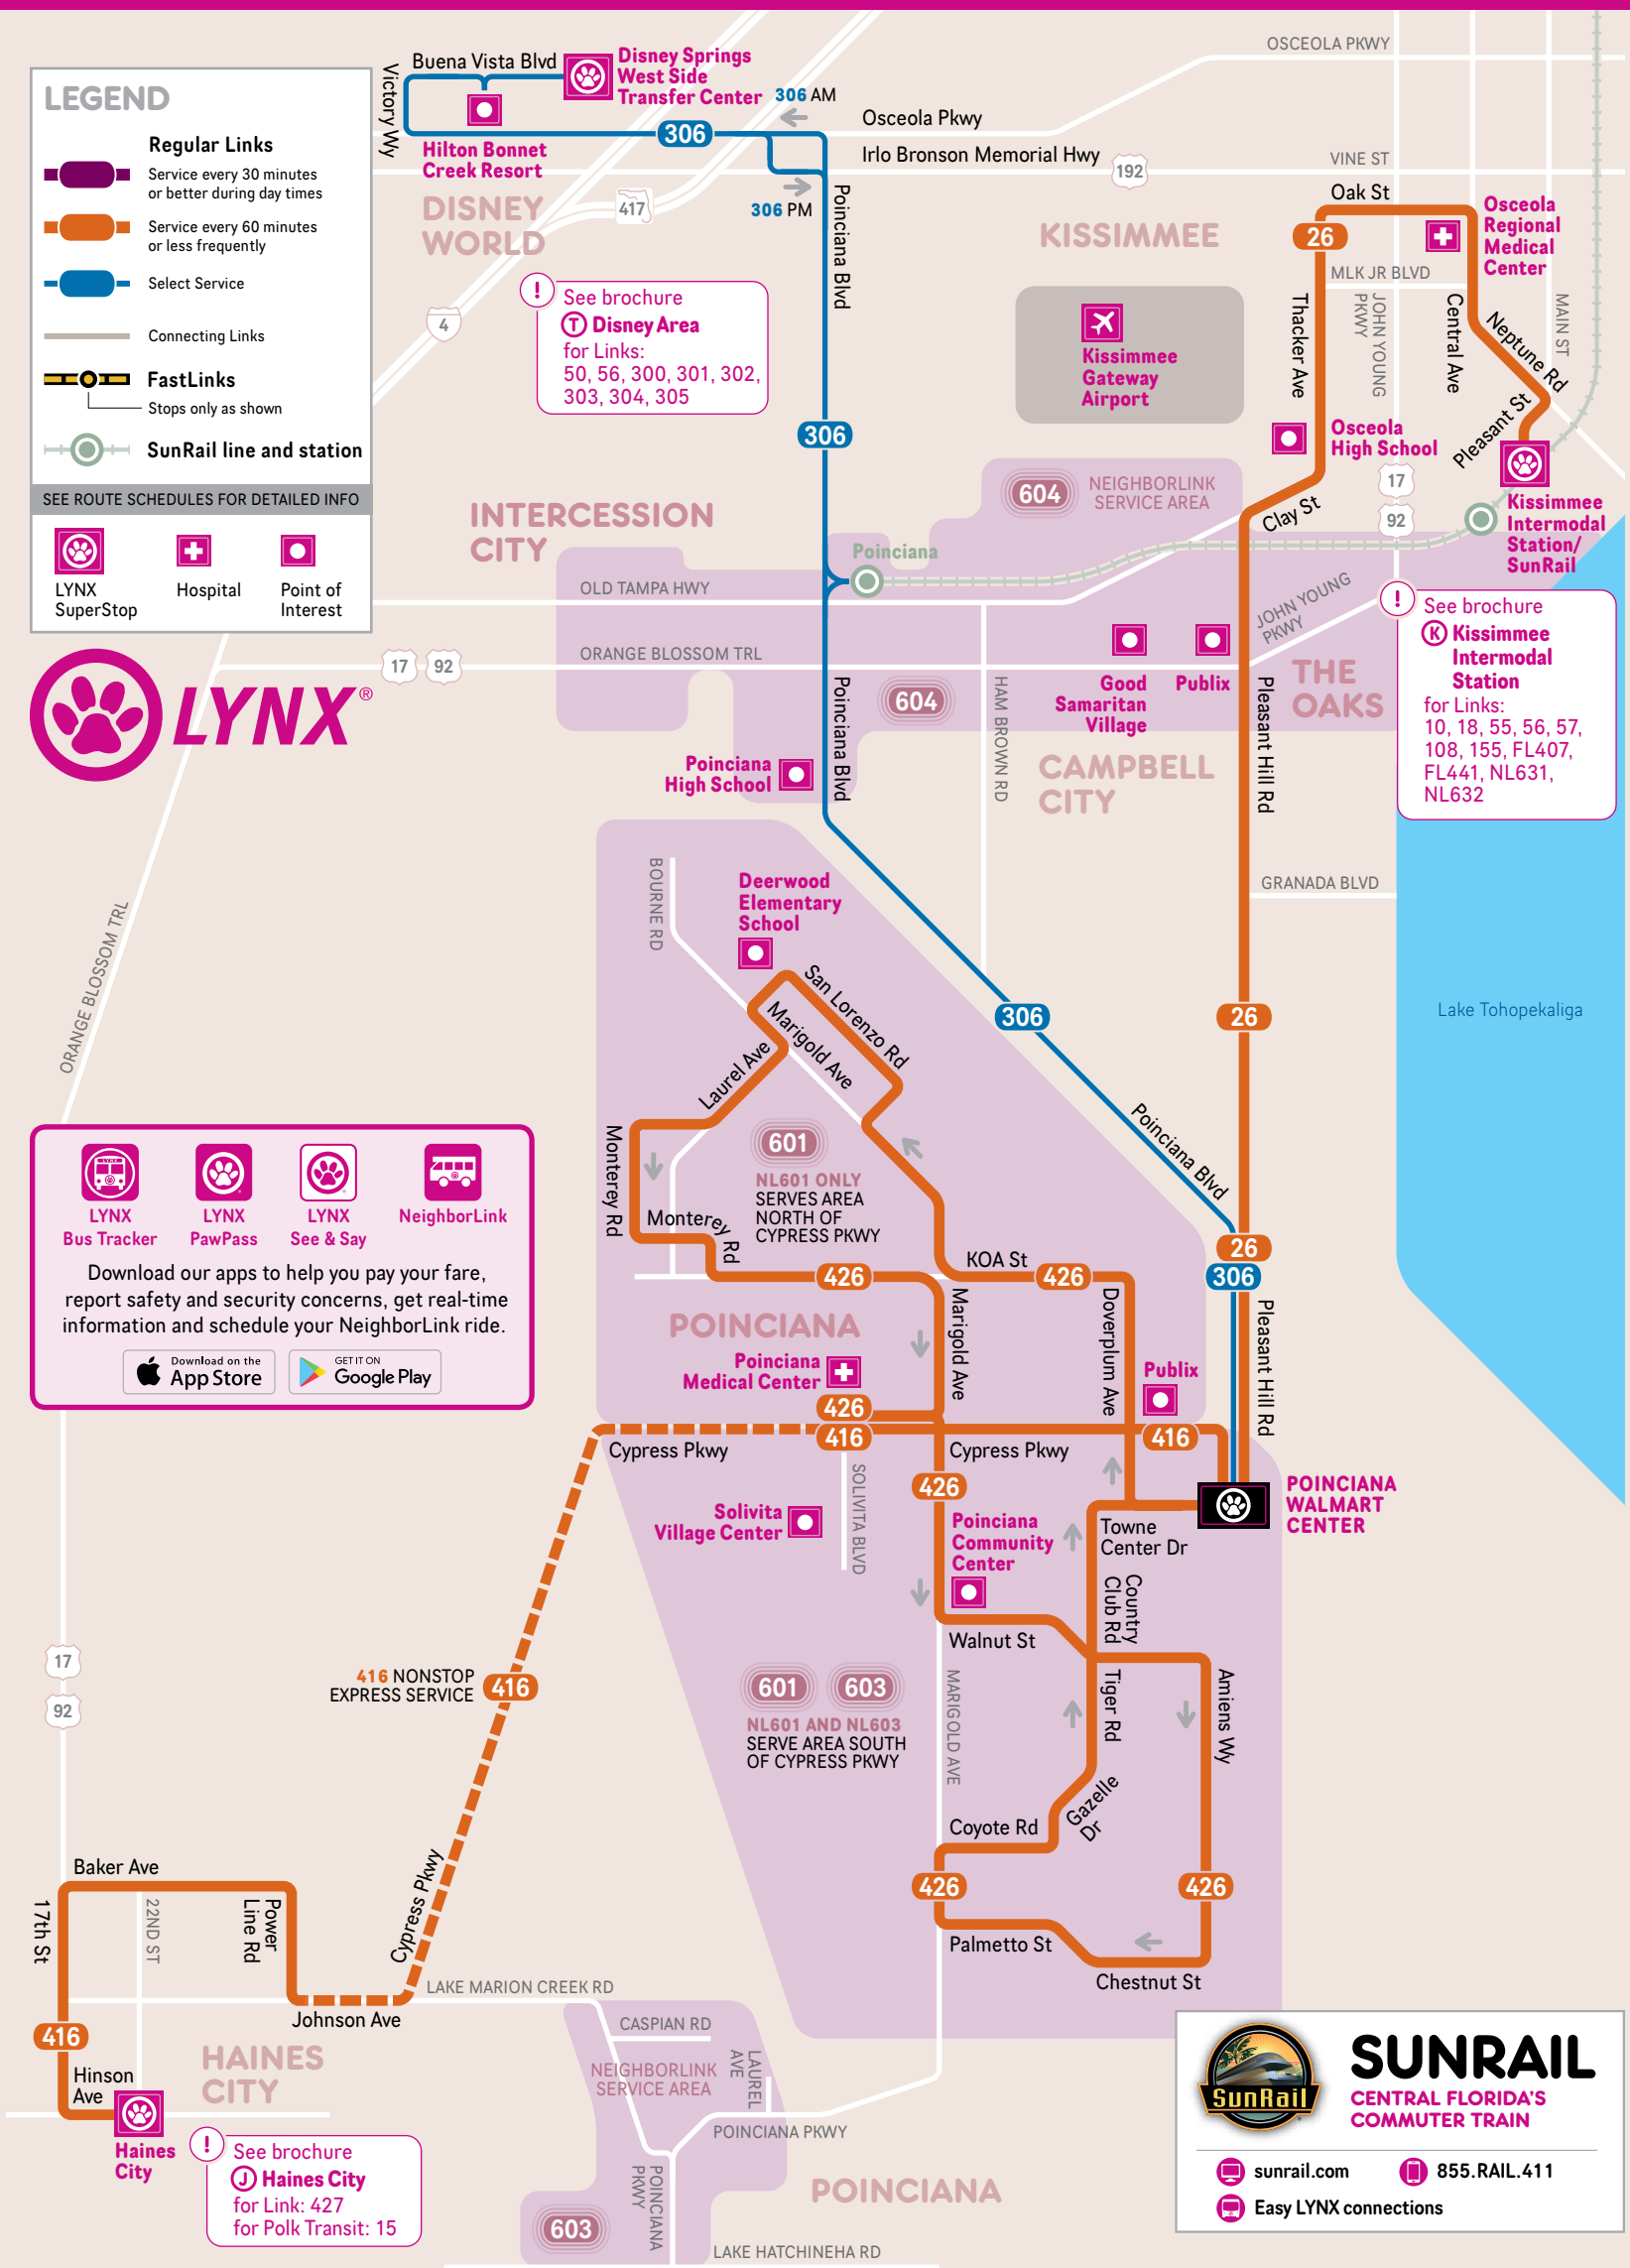 LEGEND
Regular Links
Service every 30 minutes
or better during day times
Service every 60 minutes
or less frequently
Select Service
Connecting Links
FastLinks
Stops only as shown
SunRail line and station
SEE ROUTE SCHEDULES FOR DETAILED INFO
LYNX
SuperStop
Hospital
Point of
Interest
LYNX®
Victory Wy
Buena Vista Blvd
Disney Springs
West Side
Transfer Center
306 AM
306
Hilton Bonnet
Creek Resort
DISNEY
WORLD
417
4
306 PM
Osceola Pkwy
OSCEOLA PKWY
Irlo Bronson Memorial Hwy
192
VINE ST
Poinciana Blvd
!
See brochure
T Disney Area
for Links:
50, 56, 300, 301, 302,
303, 304, 305
306
KISSIMMEE
Kissimmee
Gateway
Airport
Oak St
26
Osceola
Regional
Medical
Center
MLK JR BLVD
Thacker Ave
JOHN YOUNG
PKWY
Central Ave
Neptune Rd
MAIN ST
Pleasant St
Osceola
High School
17
92
Clay St
Kissimmee
Intermodal
Station/
SunRail
604
NEIGHBORLINK
SERVICE AREA
INTERCESSION
CITY
Poinciana
OLD TAMPA HWY
JOHN YOUNG
PKWY
ORANGE BLOSSOM TRL
17
92
604
Good
Samaritan
Village
Publix
THE
OAKS
!
See brochure
K Kissimmee
Intermodal
Station
for Links:
10, 18, 55, 56, 57,
108, 155, FL407,
FL441, NL631,
NL632
Poinciana
High School
Poinciana Blvd
HAM BROWN RD
CAMPBELL
CITY
Pleasant Hill Rd
GRANADA BLVD
Lake Tohopekaliga
ORANGE BLOSSOM TRL
BOURNE RD
Deerwood
Elementary
School
San Lorenzo Rd
Marigold Ave
Laurel Ave
306
26
Poinciana Blvd
Monterey Rd
Monterey Rd
601
NL601 ONLY
SERVES AREA
NORTH OF
CYPRESS PKWY
LYNX
LYNX
Bus Tracker
LYNX
PawPass
LYNX
See & Say
NeighborLink
Download our apps to help you pay your fare,
report safety and security concerns, get real-time
information and schedule your NeighborLink ride.
Download on the
App Store
GET IT ON
Google Play
KOA St
426
426
26
306
POINCIANA
Marigold Ave
Doverplum Ave
Pleasant Hill Rd
Poinciana
Medical Center
Publix
426
416
416
Cypress Pkwy
Cypress Pkwy
426
SOLIVITA BLVD
Solivita
Village Center
Poinciana
Community
Center
Towne
Center Dr
POINCIANA
WALMART
CENTER
Country
Club Rd
Walnut St
17
92
416 NONSTOP
EXPRESS SERVICE
416
601
603
NL601 AND NL603
SERVE AREA SOUTH
OF CYPRESS PKWY
MARIGOLD AVE
Tiger Rd
Amiens Wy
Gazelle
Dr
Coyote Rd
426
426
Palmetto St
Chestnut St
Baker Ave
17th St
22ND ST
Power
Line Rd
Cypress Pkwy
Johnson Ave
LAKE MARION CREEK RD
416
HAINES
CITY
Hinson
Ave
Haines
City
!
See brochure
J Haines City
for Link: 427
for Polk Transit: 15
CASPIAN RD
NEIGHBORLINK
SERVICE AREA
LAUREL
AVE
POINCIANA PKWY
POINCIANA
PKWY
POINCIANA
603
LAKE HATCHINEHA RD
SunRail
SUNRAIL
CENTRAL FLORIDA'S
COMMUTER TRAIN
sunrail.com
855.RAIL.411
Easy LYNX connections